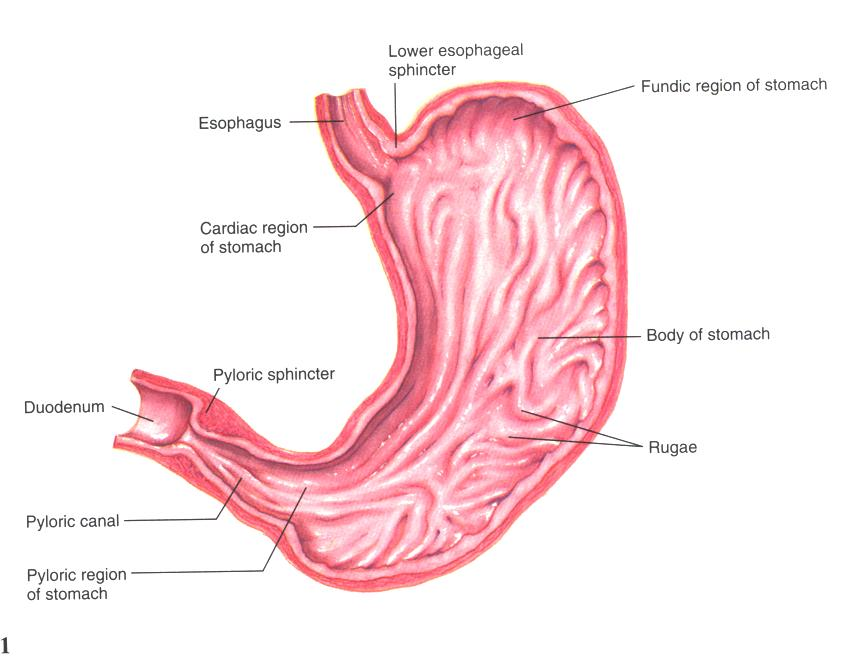 Lower esophageal
sphincter
Fundic region of stomach
Esophagus
Cardiac region
of stomach
Body of stomach
Pyloric sphincter
Duodenum
Rugae
Pyloric canal
Pyloric region
of stomach
1